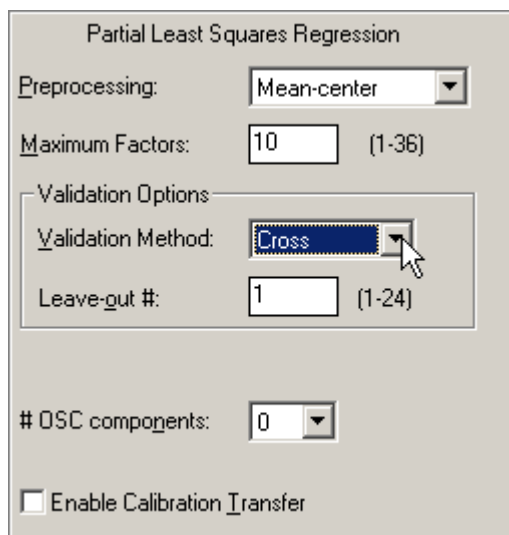 Partial Least Squares Regression
Preprocessing: Mean-center
Maximum Factors: 10 (1-36)
Validation Options
Validation Method: Cross
Leave-out #: 1 (1-24)
# OSC components: 0
Enable Calibration Transfer